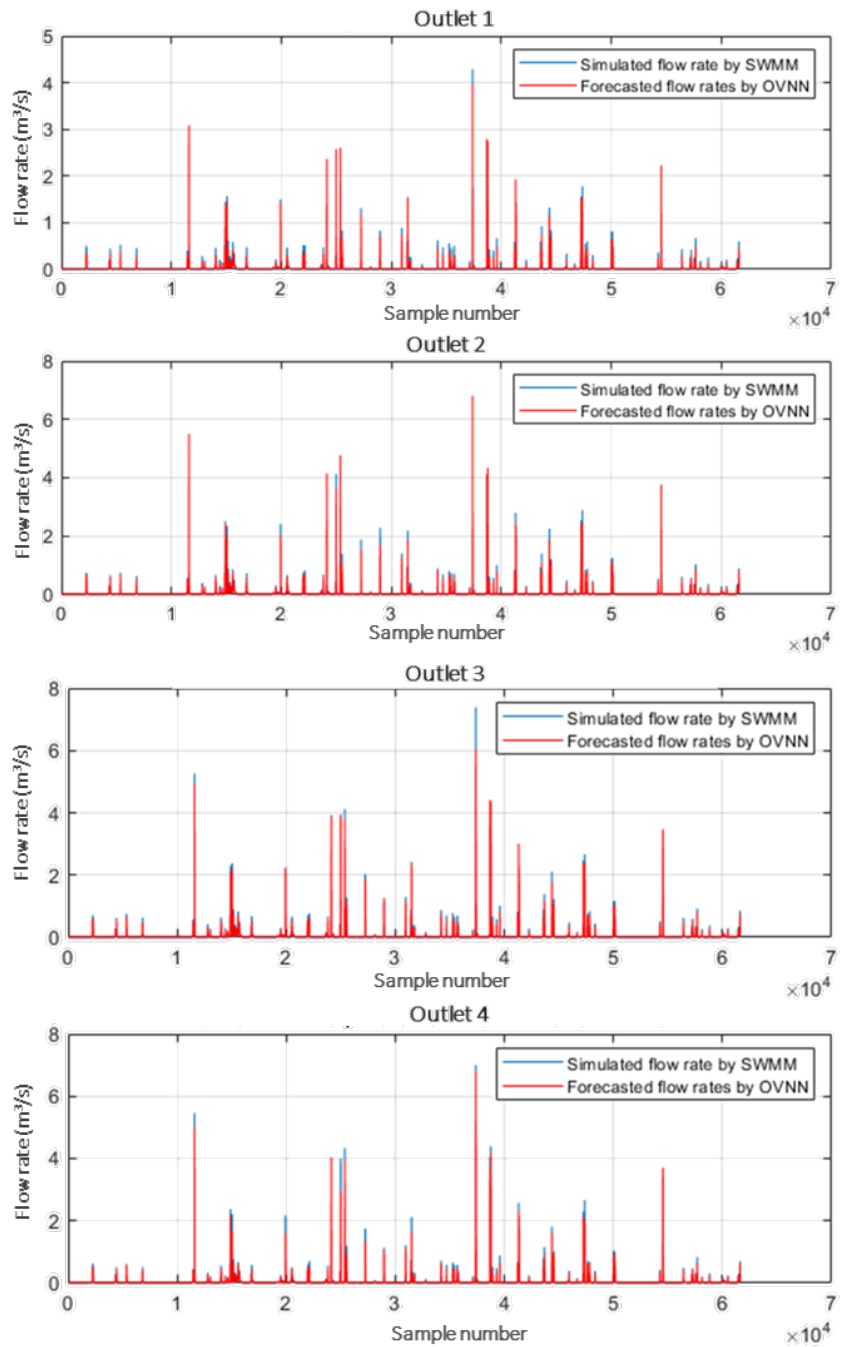 Outlet 1
5
4
3
2
1
0
Flow rate (m³/s)
Simulated flow rate by SWMM
Forecasted flow rates by OVNN
0 1 2 3 4 5 6 7
Sample number
×10⁴
Outlet 2
8
6
4
2
0
Flow rate (m³/s)
Simulated flow rate by SWMM
Forecasted flow rates by OVNN
0 1 2 3 4 5 6 7
Sample number
×10⁴
Outlet 3
8
6
4
2
0
Flow rate (m³/s)
Simulated flow rate by SWMM
Forecasted flow rates by OVNN
0 1 2 3 4 5 6 7
Sample number
×10⁴
Outlet 4
8
6
4
2
0
Flow rate (m³/s)
Simulated flow rate by SWMM
Forecasted flow rates by OVNN
0 1 2 3 4 5 6 7
Sample number
×10⁴